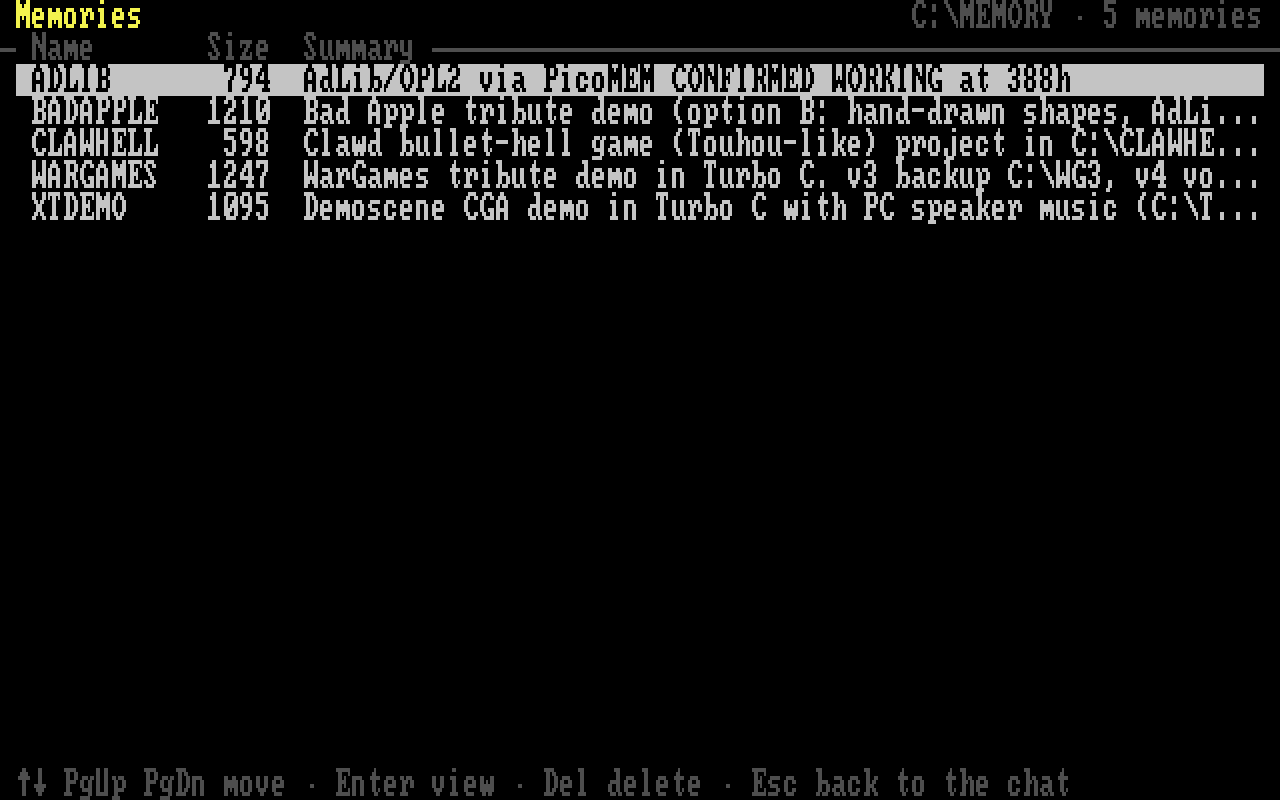 Memories C:\MEMORY · 5 memories
Name Size Summary
ADLIB 794 AdLib/OPL2 via PicoMEM CONFIRMED WORKING at 388h
BADAPPLE 1210 Bad Apple tribute demo (option B: hand-drawn shapes, AdLi...
CLAWHELL 598 Clawd bullet-hell game (Touhou-like) project in C:\CLAWHE...
WARGAMES 1247 WarGames tribute demo in Turbo C. v3 backup C:\WG3, v4 vo...
XTDEMO 1095 Demoscene CGA demo in Turbo C with PC speaker music (C:\T...
↑↓ PgUp PgDn move · Enter view · Del delete · Esc back to the chat